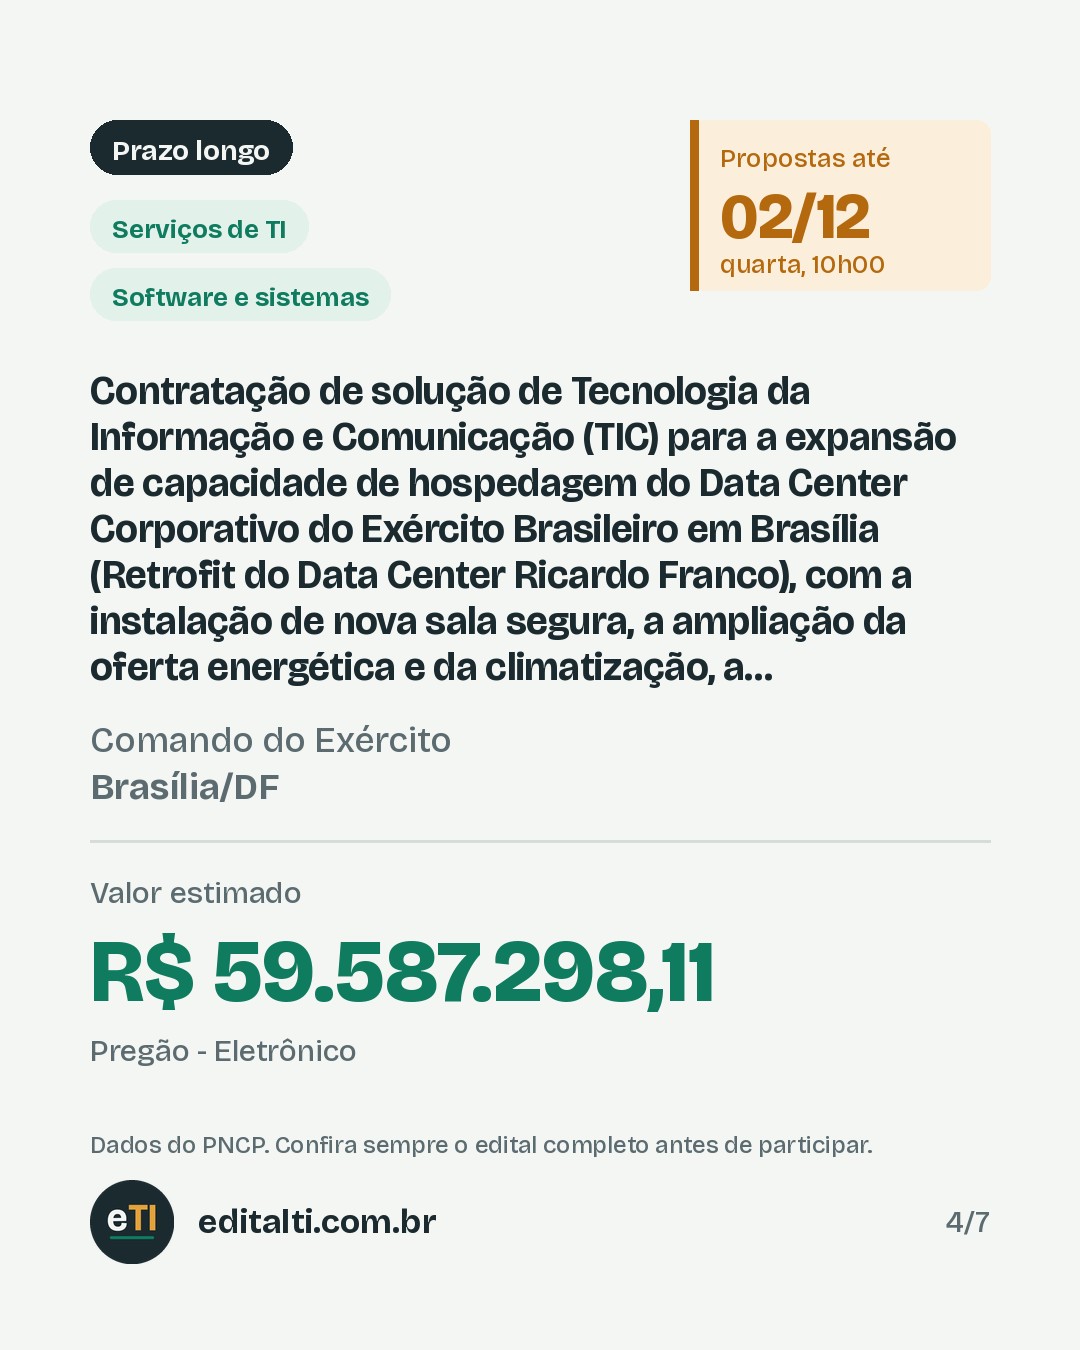 Prazo longo
Serviços de TI
Software e sistemas
Propostas até
02/12
quarta, 10h00
Contratação de solução de Tecnologia da
Informação e Comunicação (TIC) para a expansão
de capacidade de hospedagem do Data Center
Corporativo do Exército Brasileiro em Brasília
(Retrofit do Data Center Ricardo Franco), com a
instalação de nova sala segura, a ampliação da
oferta energética e da climatização, a...
Comando do Exército
Brasília/DF
Valor estimado
R$ 59.587.298,11
Pregão - Eletrônico
Dados do PNCP. Confira sempre o edital completo antes de participar.
eTI
editalti.com.br
4/7